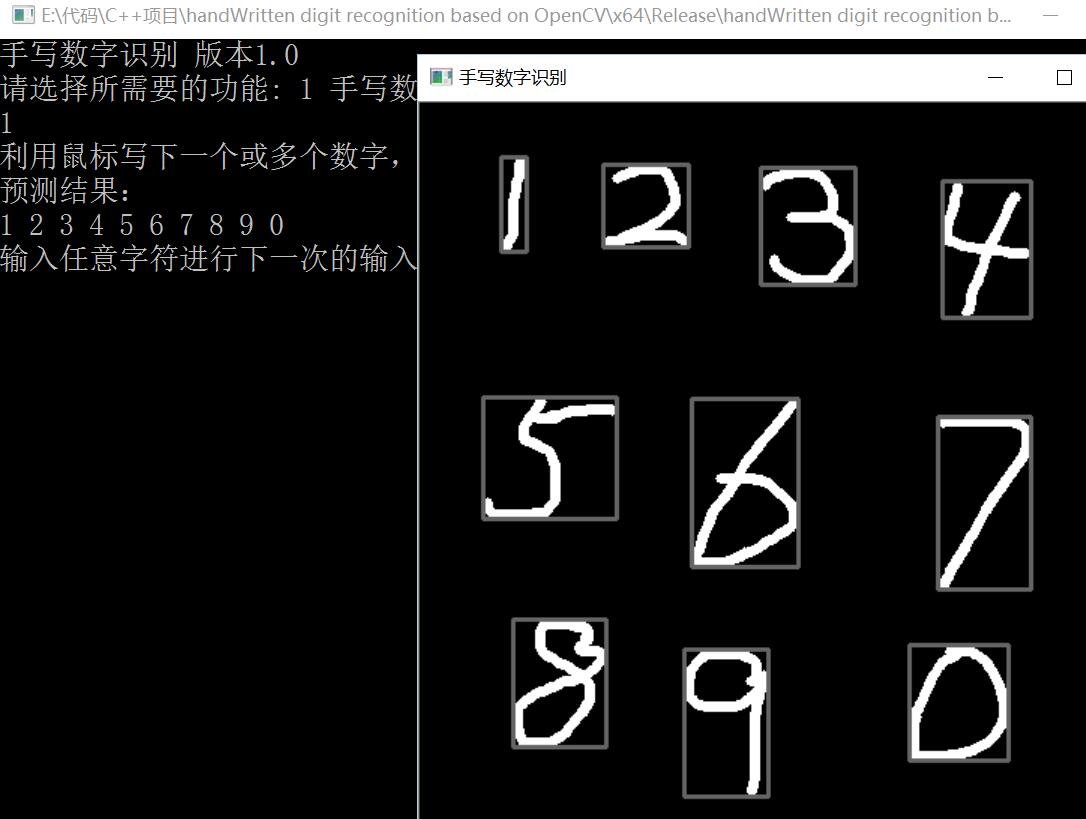 E:\代码\C++项目\handWritten digit recognition based on OpenCV\x64\Release\handWritten digit recognition b...
手写数字识别 版本1.0
请选择所需要的功能: 1 手写数
1
利用鼠标写下一个或多个数字，
预测结果：
1 2 3 4 5 6 7 8 9 0
输入任意字符进行下一次的输入
手写数字识别
1 2 3 4
5 6 7
8 9 0